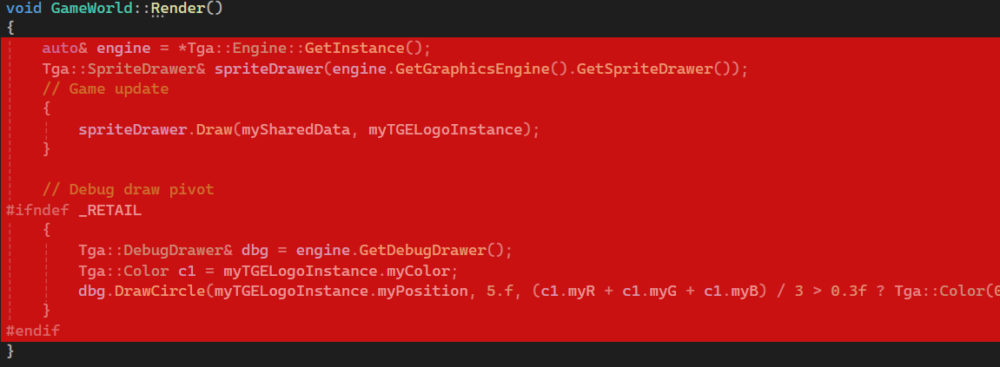 void GameWorld::Render()
{
    auto& engine = *Tga::Engine::GetInstance();
    Tga::SpriteDrawer& spriteDrawer(engine.GetGraphicsEngine().GetSpriteDrawer());
    // Game update
    {
        spriteDrawer.Draw(mySharedData, myTGELogoInstance);
    }

    // Debug draw pivot
#ifndef _RETAIL
    {
        Tga::DebugDrawer& dbg = engine.GetDebugDrawer();
        Tga::Color c1 = myTGELogoInstance.myColor;
        dbg.DrawCircle(myTGELogoInstance.myPosition, 5.f, (c1.myR + c1.myG + c1.myB) / 3 > 0.3f ? Tga::Color(0
    }
#endif
}